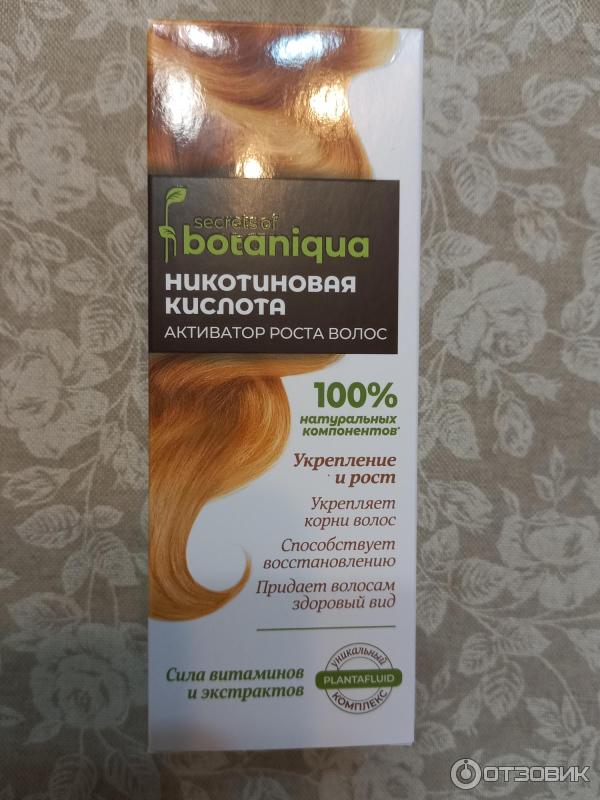 secrets of
botaniqua
никотиновая
кислота
АКТИВАТОР РОСТА ВОЛОС
100%
натуральных
компонентов*
Укрепление
и рост
Укрепляет
корни волос
Способствует
восстановлению
Придает волосам
здоровый вид
Сила витаминов
и экстрактов
уникальный
PLANTAFLUID
КОМПЛЕКС
ОТЗОВИК